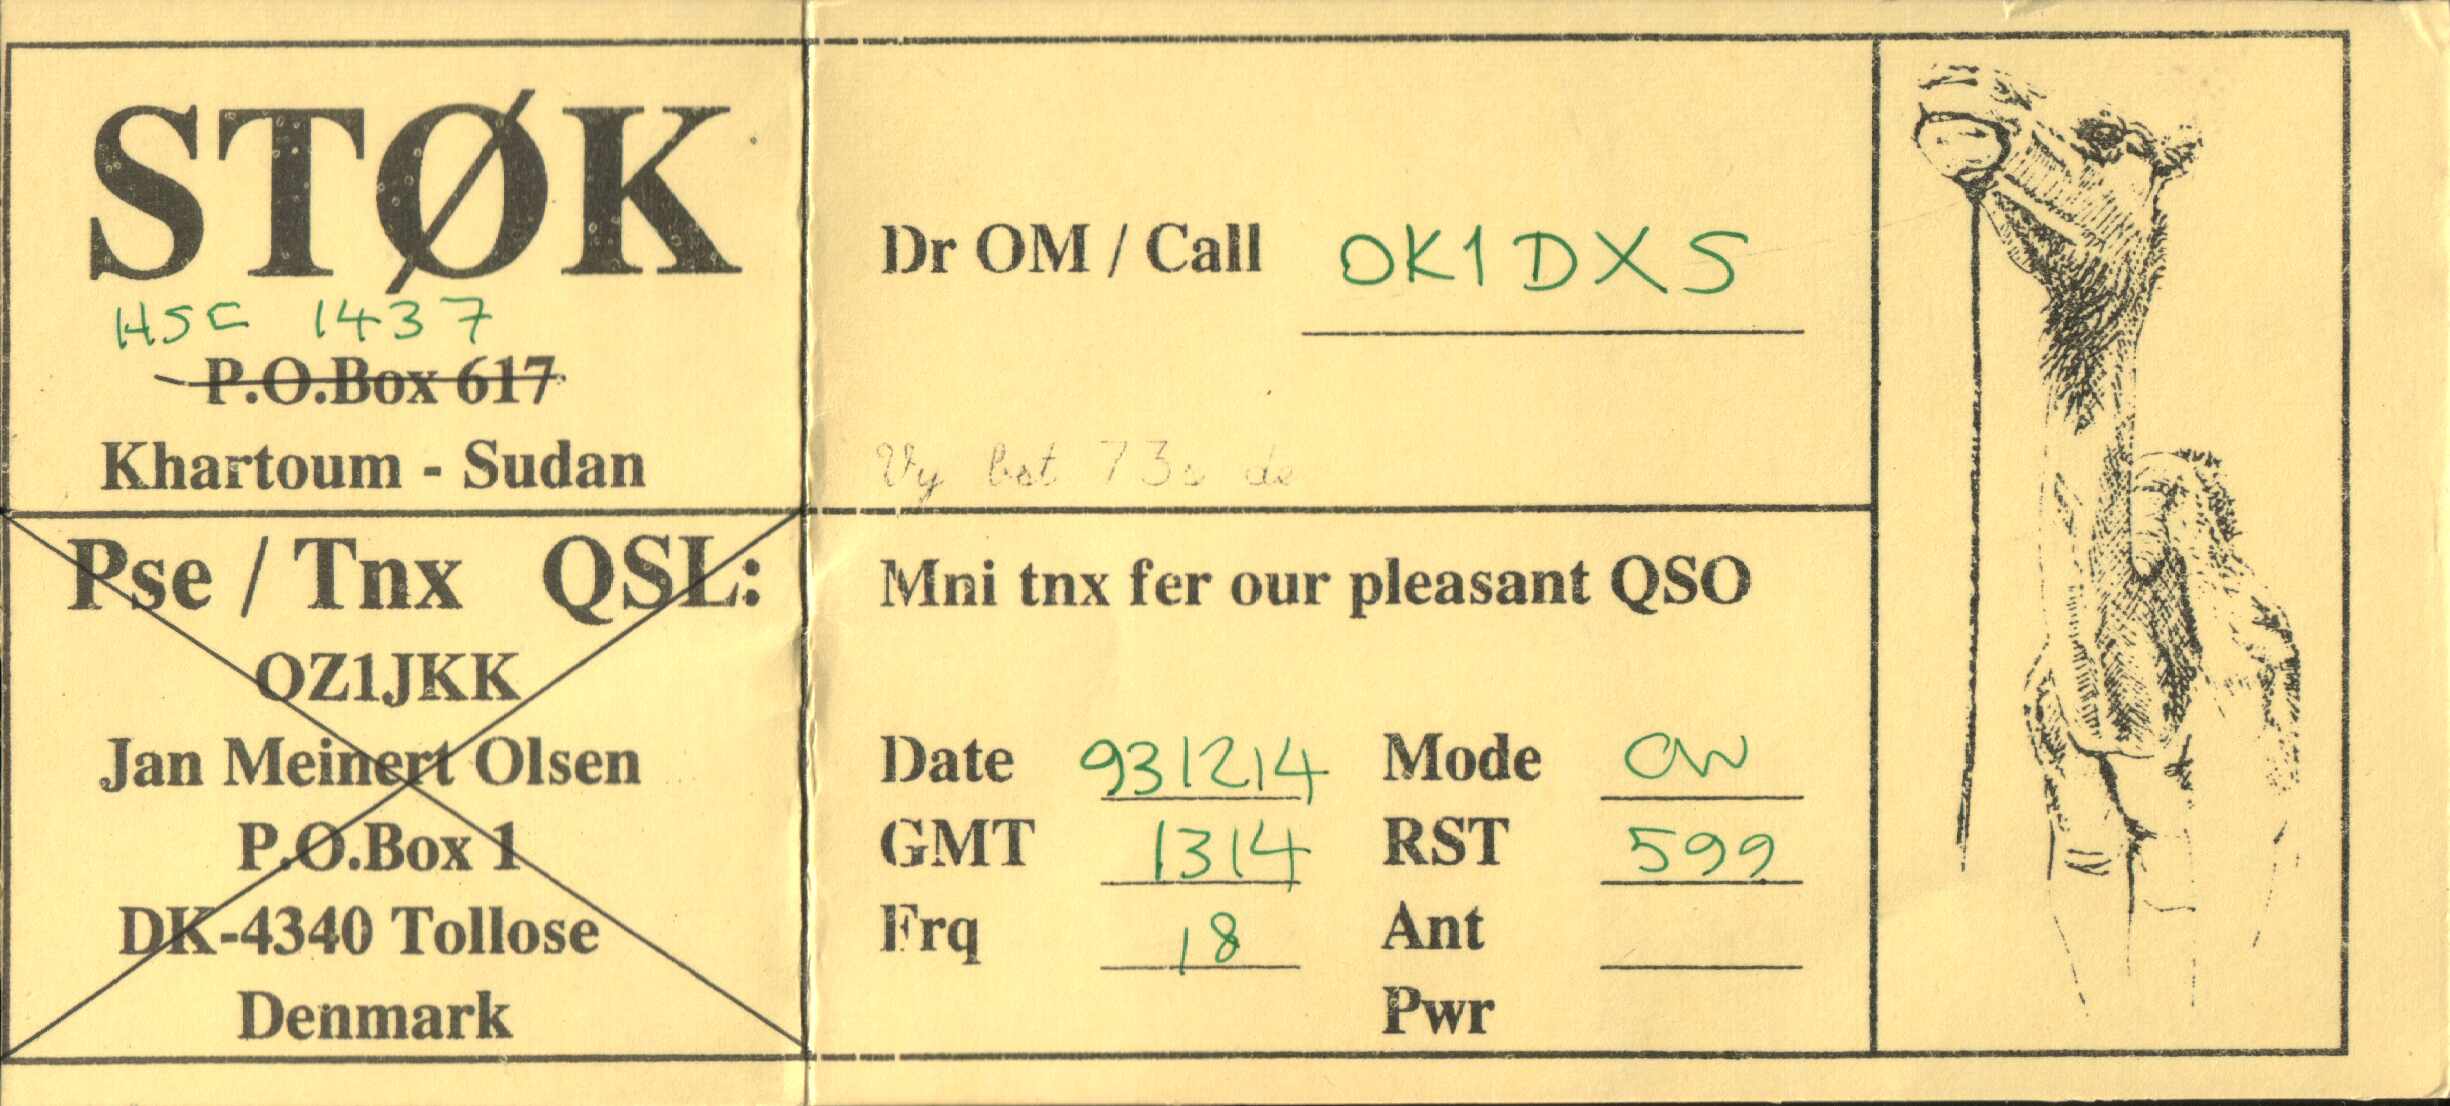 STØK
HSC 1437
P.O.Box 617
Khartoum - Sudan
Pse / Tnx QSL:
OZ1JKK
Jan Meinert Olsen
P.O.Box 1
DK-4340 Tollose
Denmark
Dr OM / Call OK1DXS
Vy bst 73s de
Mni tnx fer our pleasant QSO
Date 931214 Mode CW
GMT 1314 RST 599
Frq 18 Ant
Pwr